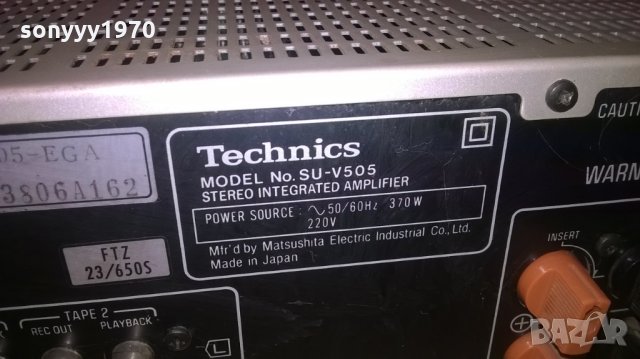 sonyyy1970
05-EGA
3806A162
FTZ
23/650S
Technics
MODEL No. SU-V505
STEREO INTEGRATED AMPLIFIER
POWER SOURCE : ∿50/60Hz 370W
220V
Mfr'd by Matsushita Electric Industrial Co., Ltd.
Made in Japan
TAPE 2
REC OUT PLAYBACK
L
CAUTI
WARN
INSERT
+
BAZAR